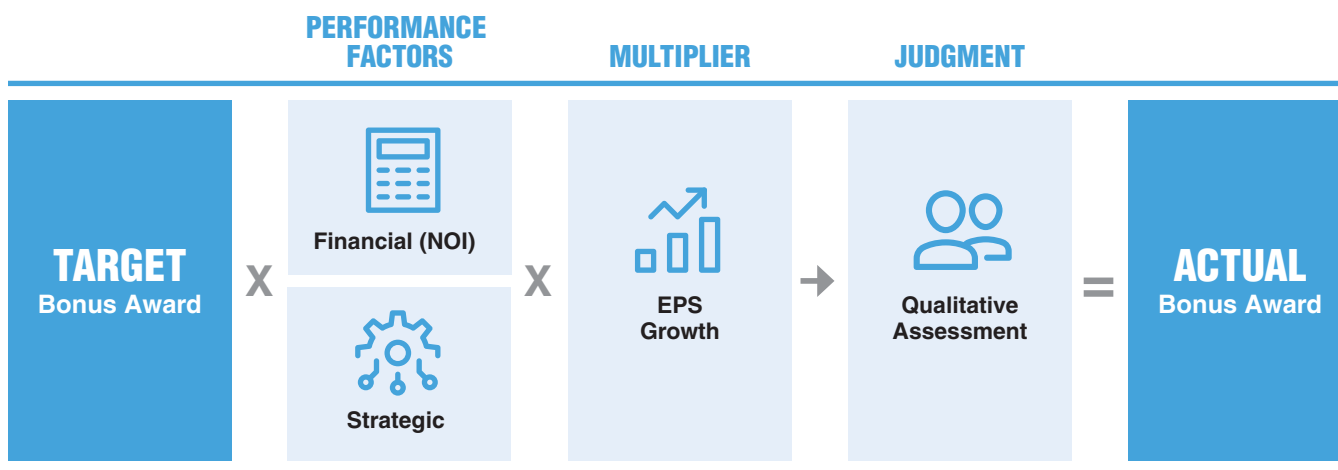 PERFORMANCE
FACTORS
MULTIPLIER
JUDGMENT
TARGET
Bonus Award
X
Financial (NOI)
Strategic
X
EPS
Growth
Qualitative
Assessment
=
ACTUAL
Bonus Award